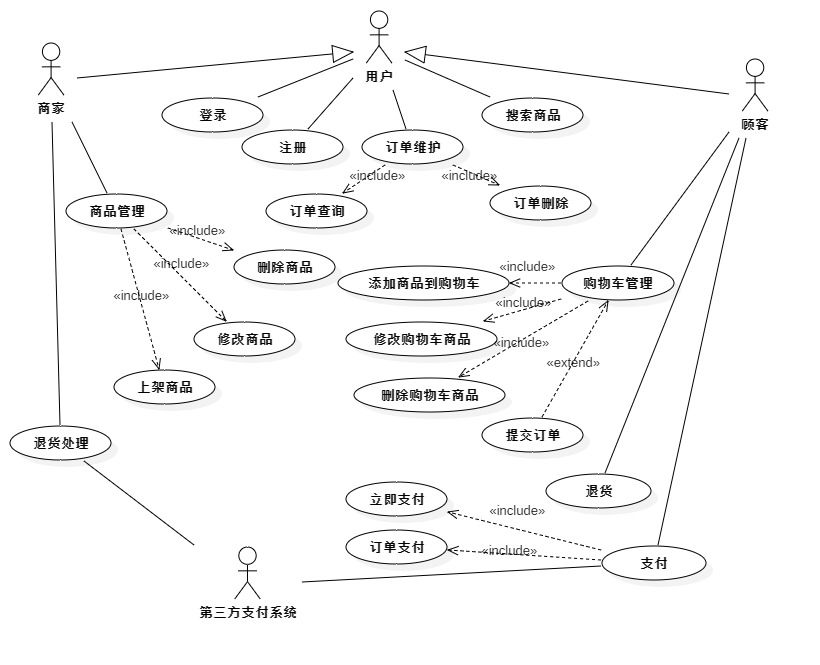 用户
商家
顾客
登录
搜索商品
注册
订单维护
«include»
«include»
订单查询
订单删除
商品管理
«include»
删除商品
«include»
«include»
添加商品到购物车
«include»
购物车管理
«include»
修改商品
修改购物车商品
«include»
«extend»
上架商品
删除购物车商品
退货处理
提交订单
退货
立即支付
«include»
订单支付
«include»
支付
第三方支付系统